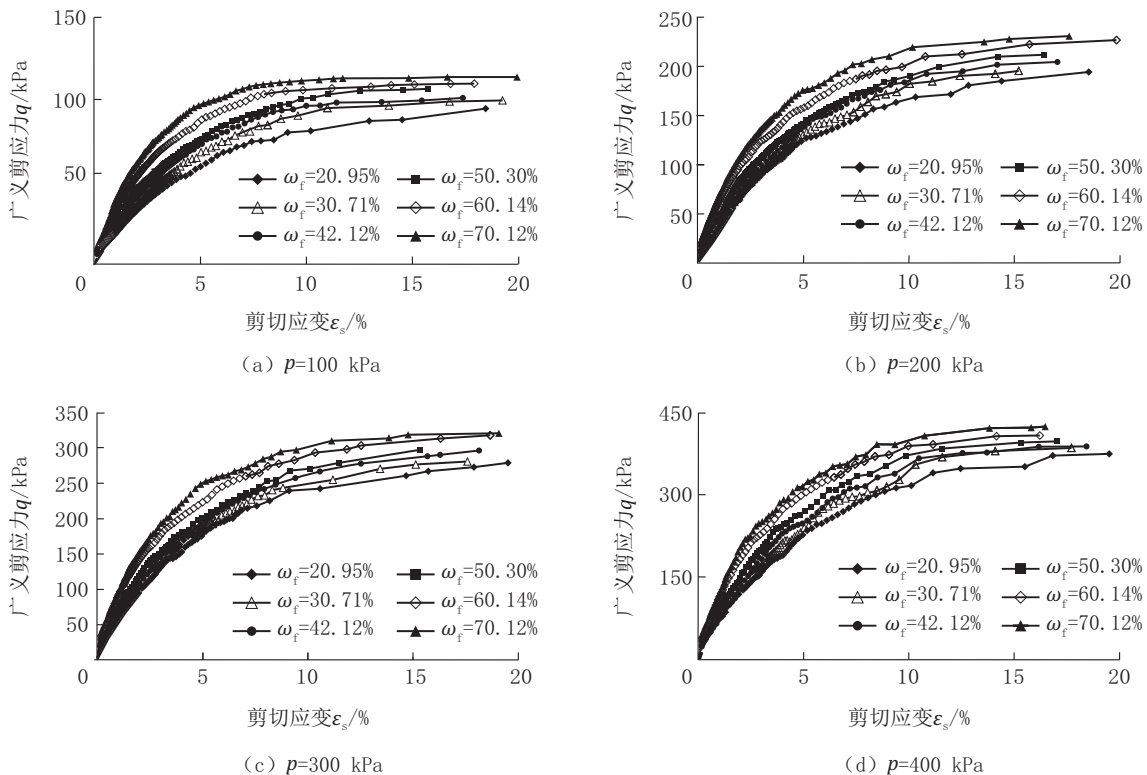 150
100
50
0
5
10
15
20
广义剪应力q/kPa
剪切应变εs/%
ωf=20.95%
ωf=50.30%
ωf=30.71%
ωf=60.14%
ωf=42.12%
ωf=70.12%
(a) p=100 kPa
250
200
150
100
50
0
5
10
15
20
广义剪应力q/kPa
剪切应变εs/%
ωf=20.95%
ωf=50.30%
ωf=30.71%
ωf=60.14%
ωf=42.12%
ωf=70.12%
(b) p=200 kPa
350
300
250
200
150
100
50
0
5
10
15
20
广义剪应力q/kPa
剪切应变εs/%
ωf=20.95%
ωf=50.30%
ωf=30.71%
ωf=60.14%
ωf=42.12%
ωf=70.12%
(c) p=300 kPa
450
300
150
0
5
10
15
20
广义剪应力q/kPa
剪切应变εs/%
ωf=20.95%
ωf=50.30%
ωf=30.71%
ωf=60.14%
ωf=42.12%
ωf=70.12%
(d) p=400 kPa